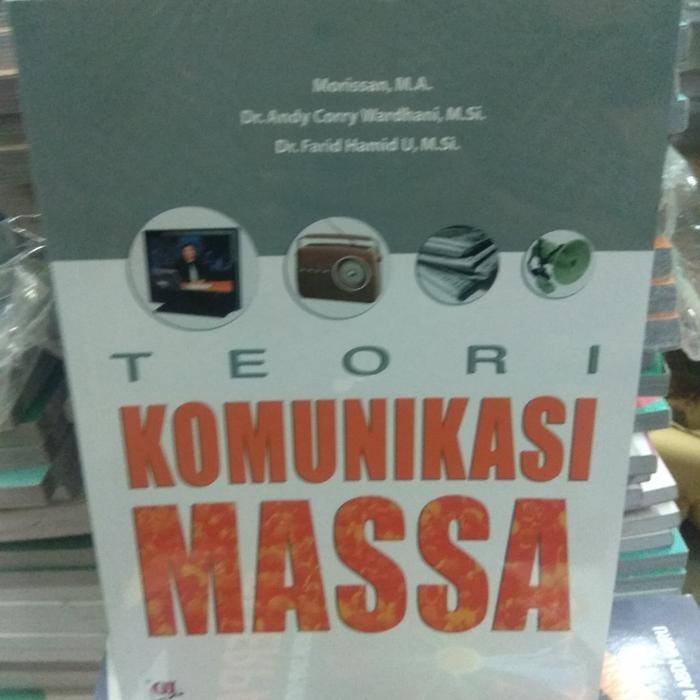 Morissan, M.A.
Dr. Andy Corry Wardhani, M.Si.
Dr. Farid Hamid U, M.Si.
TEORI
KOMUNIKASI
MASSA